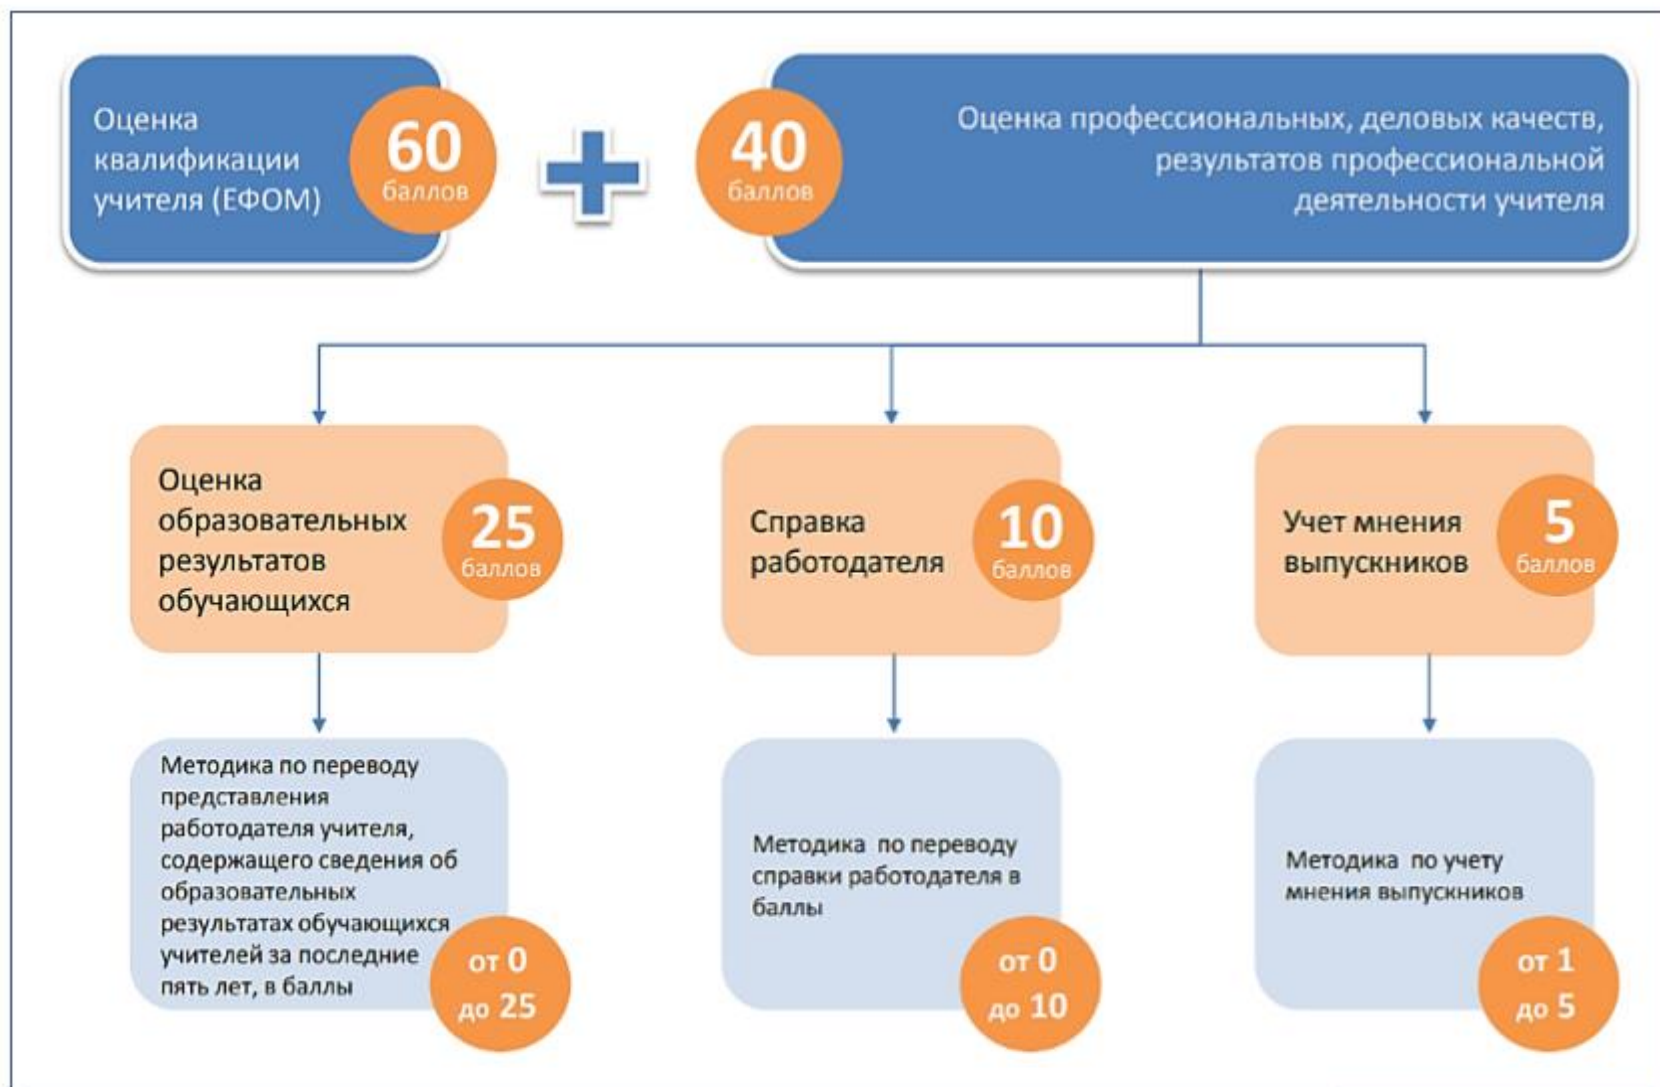 Оценка
квалификации
учителя (ЕФОМ)
60
баллов
40
баллов
Оценка профессиональных, деловых качеств,
результатов профессиональной
деятельности учителя
Оценка
образовательных
результатов
обучающихся
25
баллов
Справка
работодателя
10
баллов
Учет мнения
выпускников
5
баллов
Методика по переводу
представления
работодателя учителя,
содержащего сведения об
образовательных
результатах обучающихся
учителей за последние
пять лет, в баллы
от 0
до 25
Методика по переводу
справки работодателя в
баллы
от 0
до 10
Методика по учету
мнения выпускников
от 1
до 5